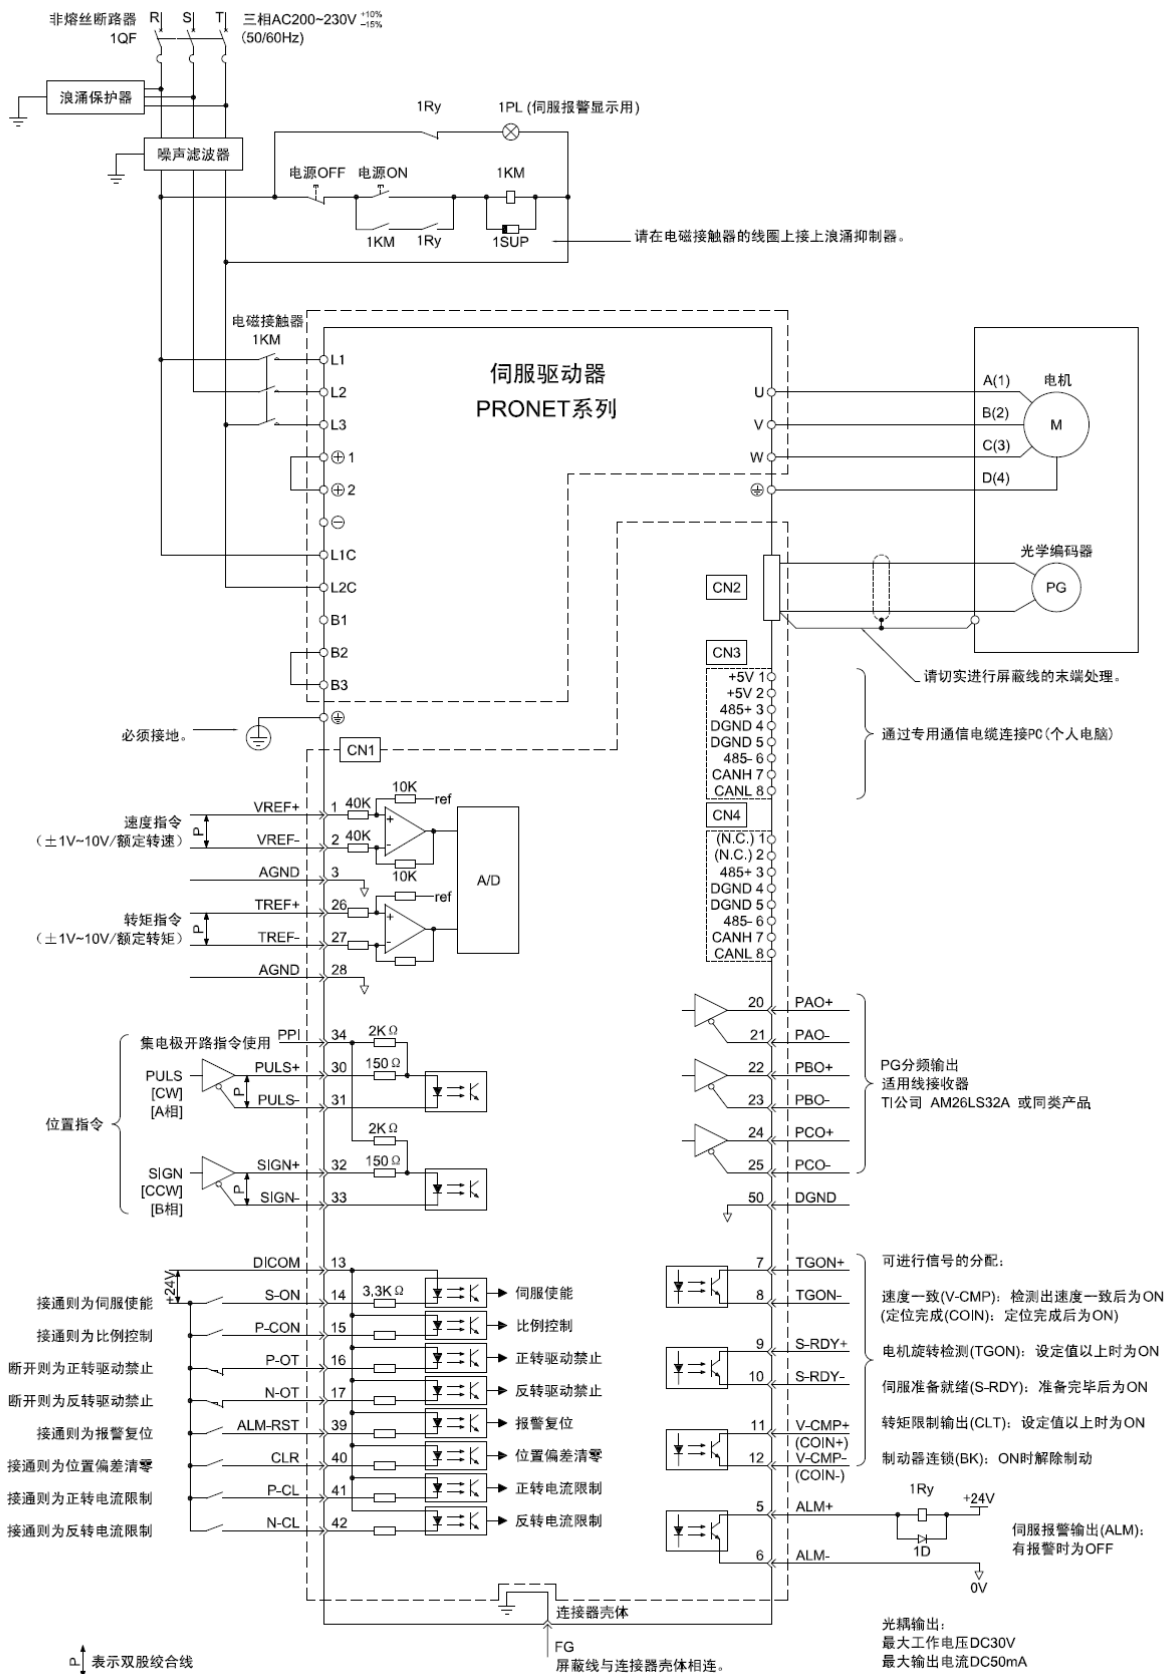 非熔丝断路器
1QF
R S T
三相AC200~230V +10% -15%
(50/60Hz)
浪涌保护器
噪声滤波器
1Ry
1PL (伺服报警显示用)
电源OFF
电源ON
1KM
1KM
1Ry
1SUP
请在电磁接触器的线圈上接上浪涌抑制器。
电磁接触器
1KM
伺服驱动器
PRONET系列
L1
L2
L3
⊕1
⊕2
⊖
L1C
L2C
B1
B2
B3
必须接地。
U
V
W
A(1)
B(2)
C(3)
D(4)
电机
M
光学编码器
PG
CN2
请切实进行屏蔽线的末端处理。
CN3
+5V 1
+5V 2
485+ 3
DGND 4
DGND 5
485- 6
CANH 7
CANL 8
通过专用通信电缆连接PC(个人电脑)
CN4
(N.C.) 1
(N.C.) 2
485+ 3
DGND 4
DGND 5
485- 6
CANH 7
CANL 8
CN1
速度指令
(±1V~10V/额定转速)
P
VREF+ 1 40K
10K
ref
VREF- 2 40K
10K
AGND 3
A/D
转矩指令
(±1V~10V/额定转矩)
P
TREF+ 26
ref
TREF- 27
AGND 28
位置指令
集电极开路指令使用 PPI 34 2KΩ
PULS
[CW]
[A相]
P
PULS+ 30 150Ω
PULS- 31
2KΩ
SIGN
[CCW]
[B相]
P
SIGN+ 32 150Ω
SIGN- 33
20 PAO+
21 PAO-
22 PBO+
23 PBO-
24 PCO+
25 PCO-
50 DGND
PG分频输出
适用线接收器
TI公司 AM26LS32A 或同类产品
+24V
DICOM 13
接通则为伺服使能 S-ON 14 3,3KΩ 伺服使能
接通则为比例控制 P-CON 15 比例控制
断开则为正转驱动禁止 P-OT 16 正转驱动禁止
断开则为反转驱动禁止 N-OT 17 反转驱动禁止
接通则为报警复位 ALM-RST 39 报警复位
接通则为位置偏差清零 CLR 40 位置偏差清零
接通则为正转电流限制 P-CL 41 正转电流限制
接通则为反转电流限制 N-CL 42 反转电流限制
7 TGON+
8 TGON-
9 S-RDY+
10 S-RDY-
11 V-CMP+
(COIN+)
12 V-CMP-
(COIN-)
5 ALM+
6 ALM-
可进行信号的分配：
速度一致(V-CMP)：检测出速度一致后为ON
(定位完成(COIN)：定位完成后为ON)
电机旋转检测(TGON)：设定值以上时为ON
伺服准备就绪(S-RDY)：准备完毕后为ON
转矩限制输出(CLT)：设定值以上时为ON
制动器连锁(BK)：ON时解除制动
1Ry
+24V
1D
0V
伺服报警输出(ALM)：
有报警时为OFF
连接器壳体
FG
屏蔽线与连接器壳体相连。
光耦输出：
最大工作电压DC30V
最大输出电流DC50mA
P 表示双股绞合线